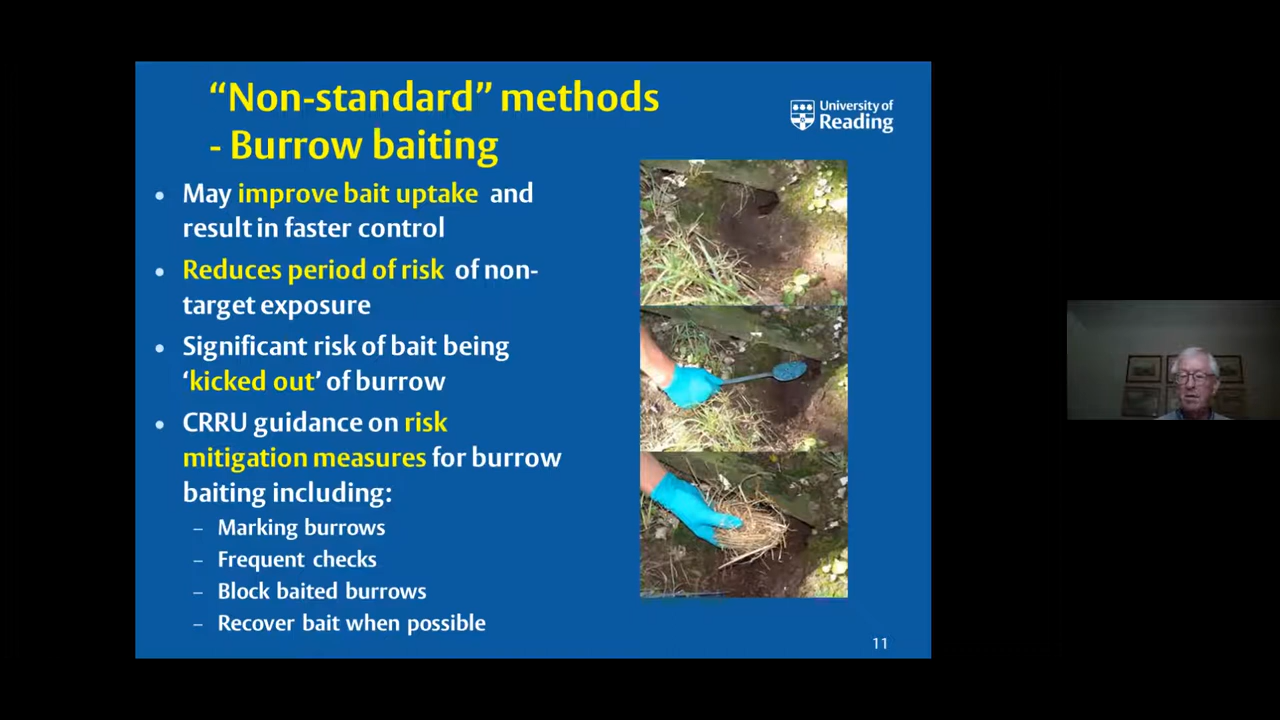 “Non-standard” methods
- Burrow baiting
University of
Reading
• May improve bait uptake and
result in faster control
• Reduces period of risk of non-
target exposure
• Significant risk of bait being
‘kicked out’ of burrow
• CRRU guidance on risk
mitigation measures for burrow
baiting including:
– Marking burrows
– Frequent checks
– Block baited burrows
– Recover bait when possible
11